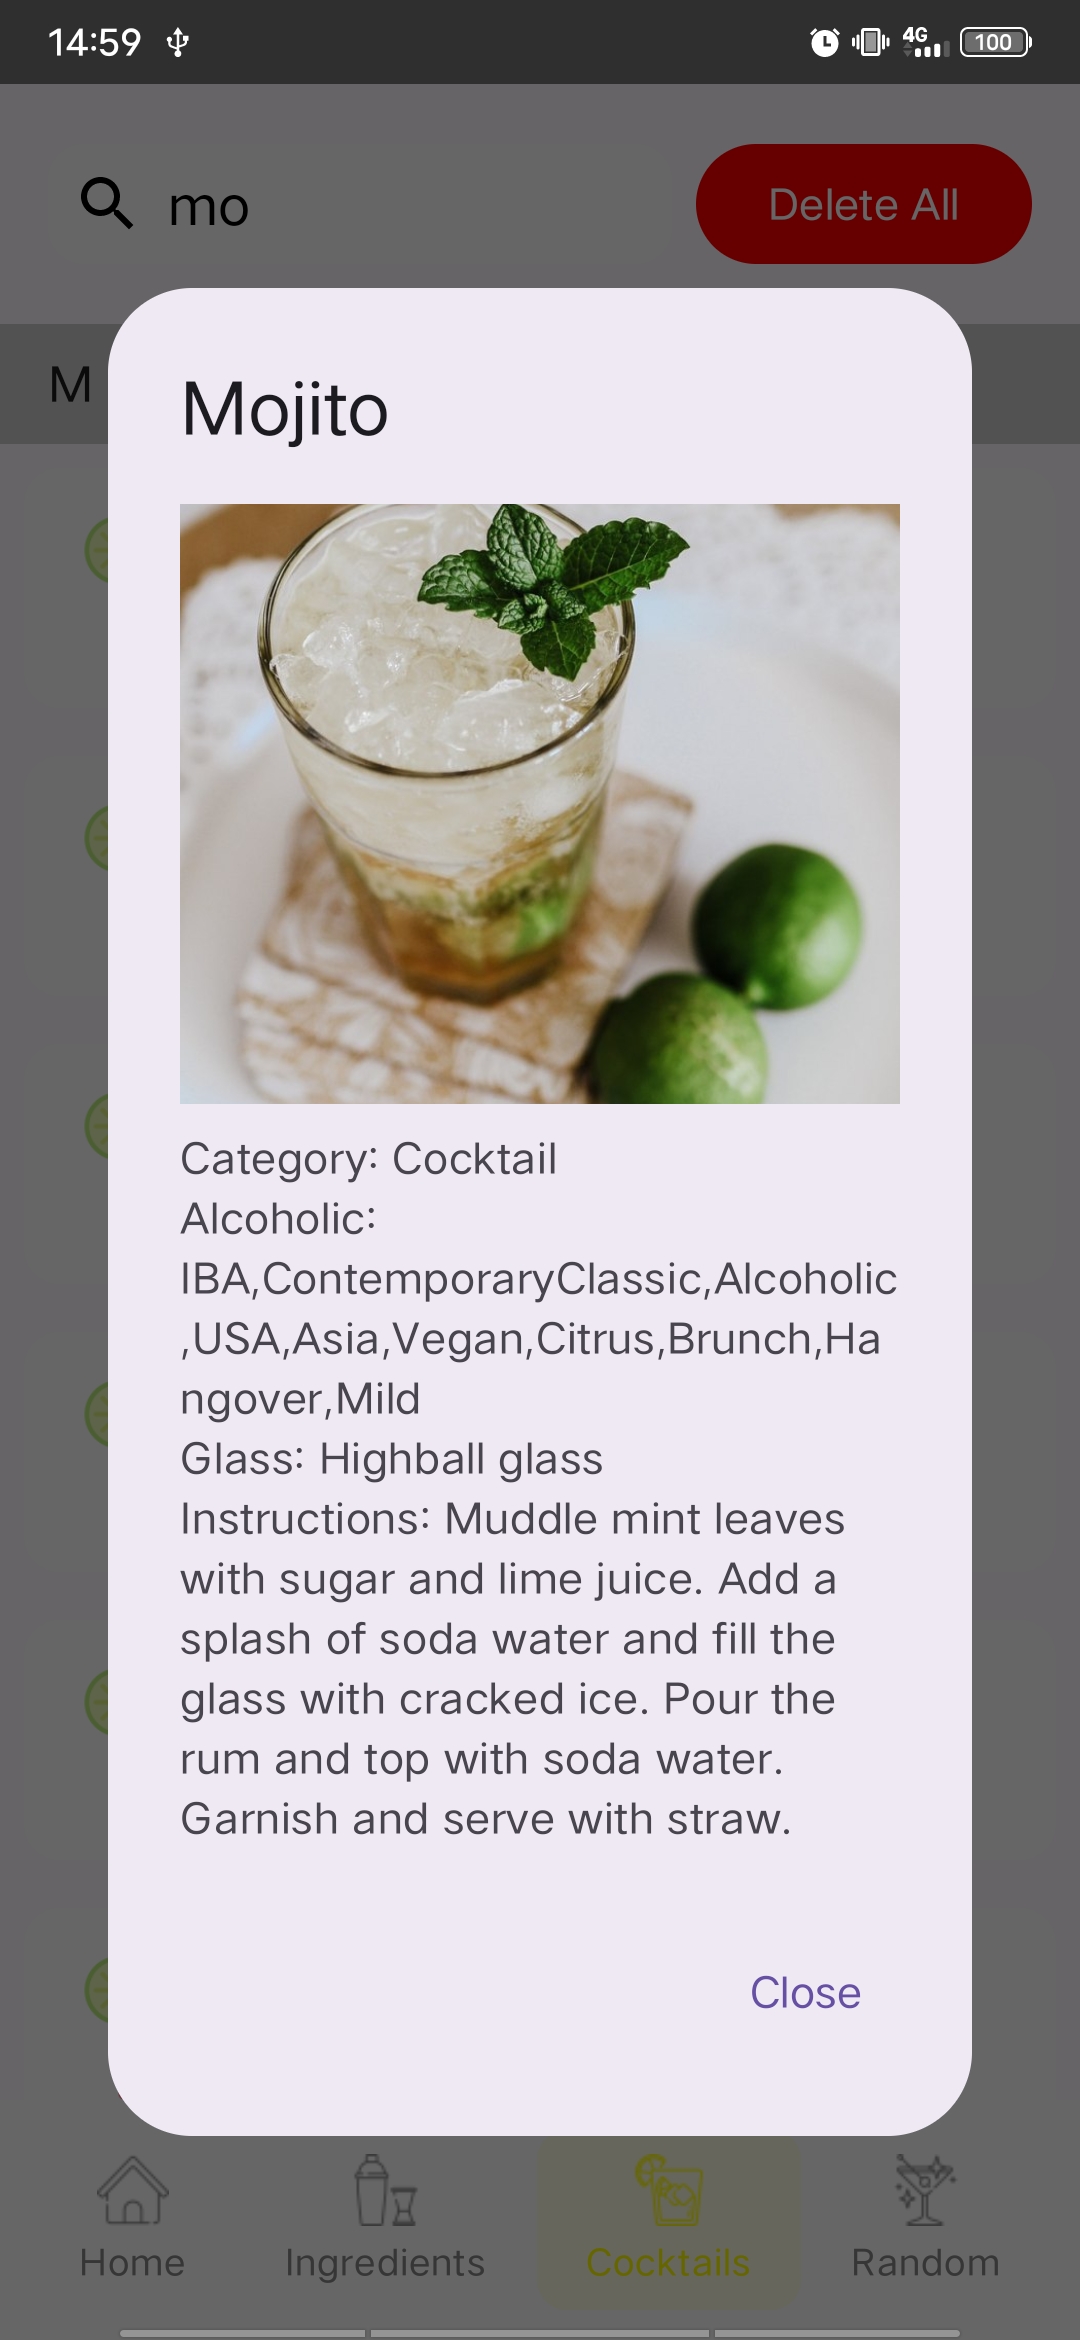 14:59
4G
100
mo
Delete All
M
Mojito
Category: Cocktail
Alcoholic:
IBA,ContemporaryClassic,Alcoholic
,USA,Asia,Vegan,Citrus,Brunch,Ha
ngover,Mild
Glass: Highball glass
Instructions: Muddle mint leaves
with sugar and lime juice. Add a
splash of soda water and fill the
glass with cracked ice. Pour the
rum and top with soda water.
Garnish and serve with straw.
Close
Home
Ingredients
Cocktails
Random